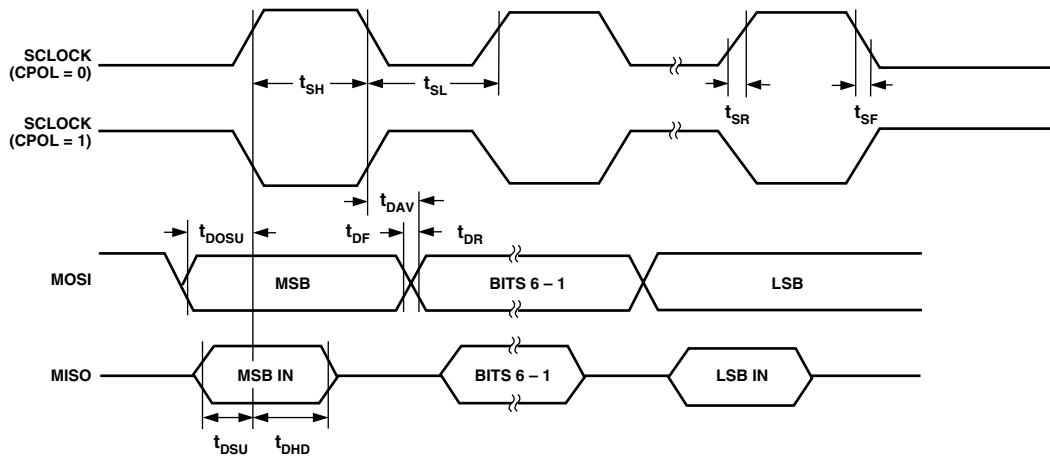 SCLOCK
(CPOL = 0)
tSH
tSL
tSR
tSF
SCLOCK
(CPOL = 1)
tDAV
tDOSU
tDF
tDR
MOSI
MSB
BITS 6 – 1
LSB
MISO
MSB IN
BITS 6 – 1
LSB IN
tDSU
tDHD